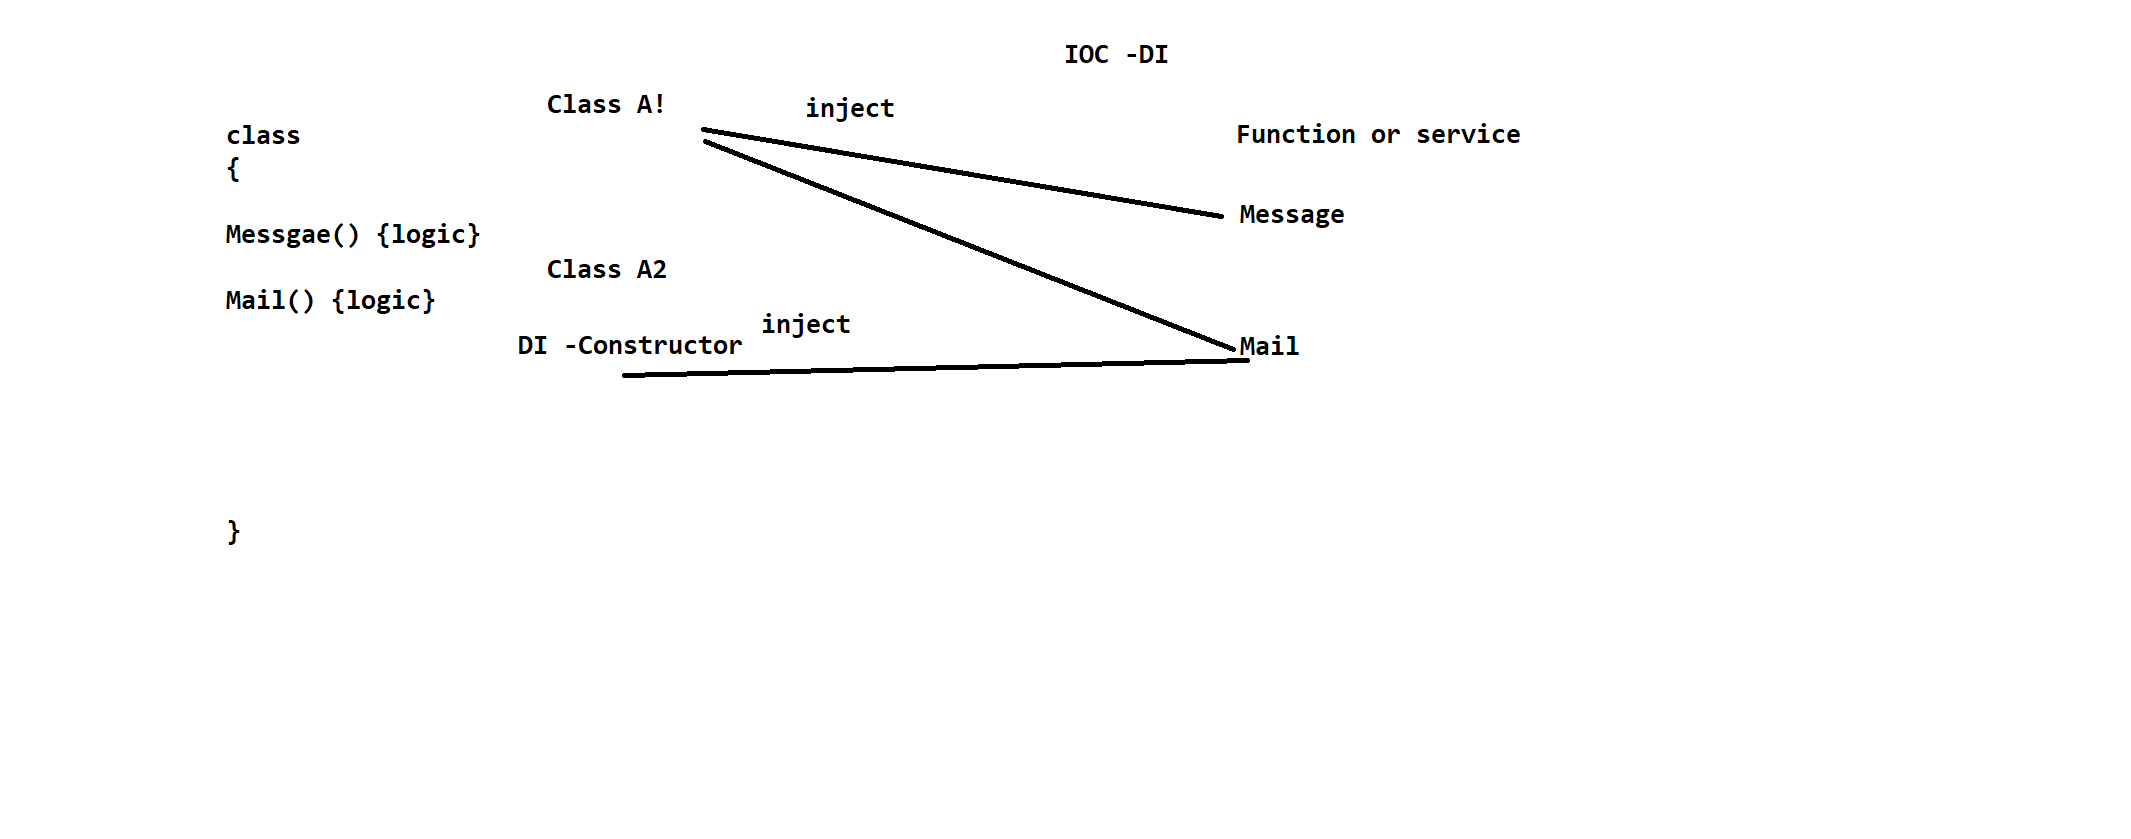 IOC -DI
Class A!
inject
class
Function or service
{
Message
Messgae() {logic}
Class A2
Mail() {logic}
inject
DI -Constructor
Mail
}